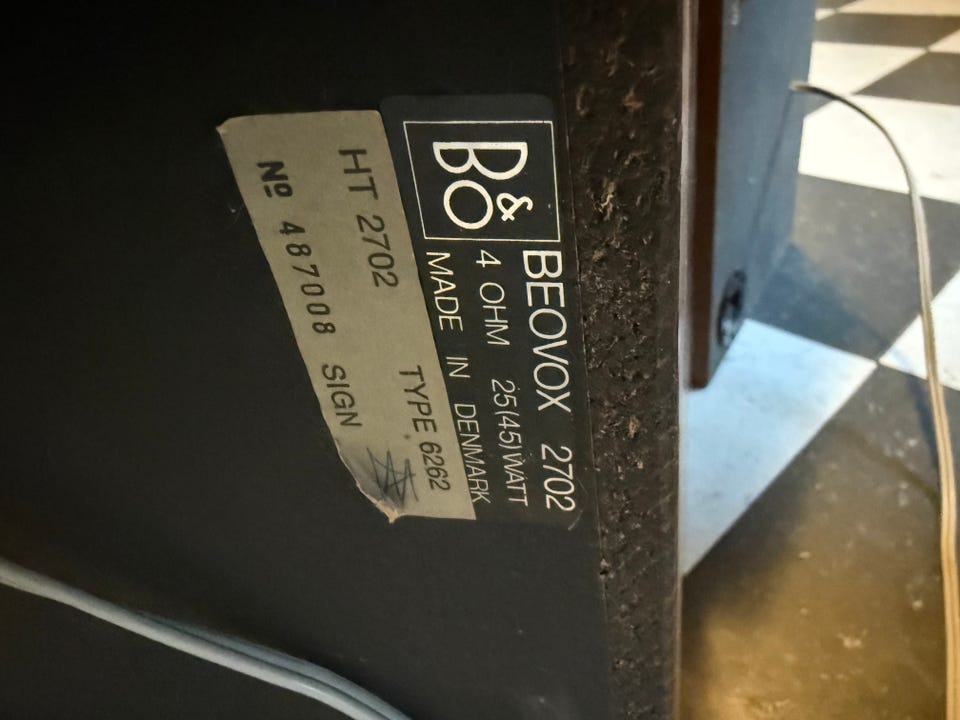 B&O
BEOVOX 2702
4 OHM 25(45)WATT
MADE IN DENMARK
HT 2702 TYPE 6262
No 487008 SIGN